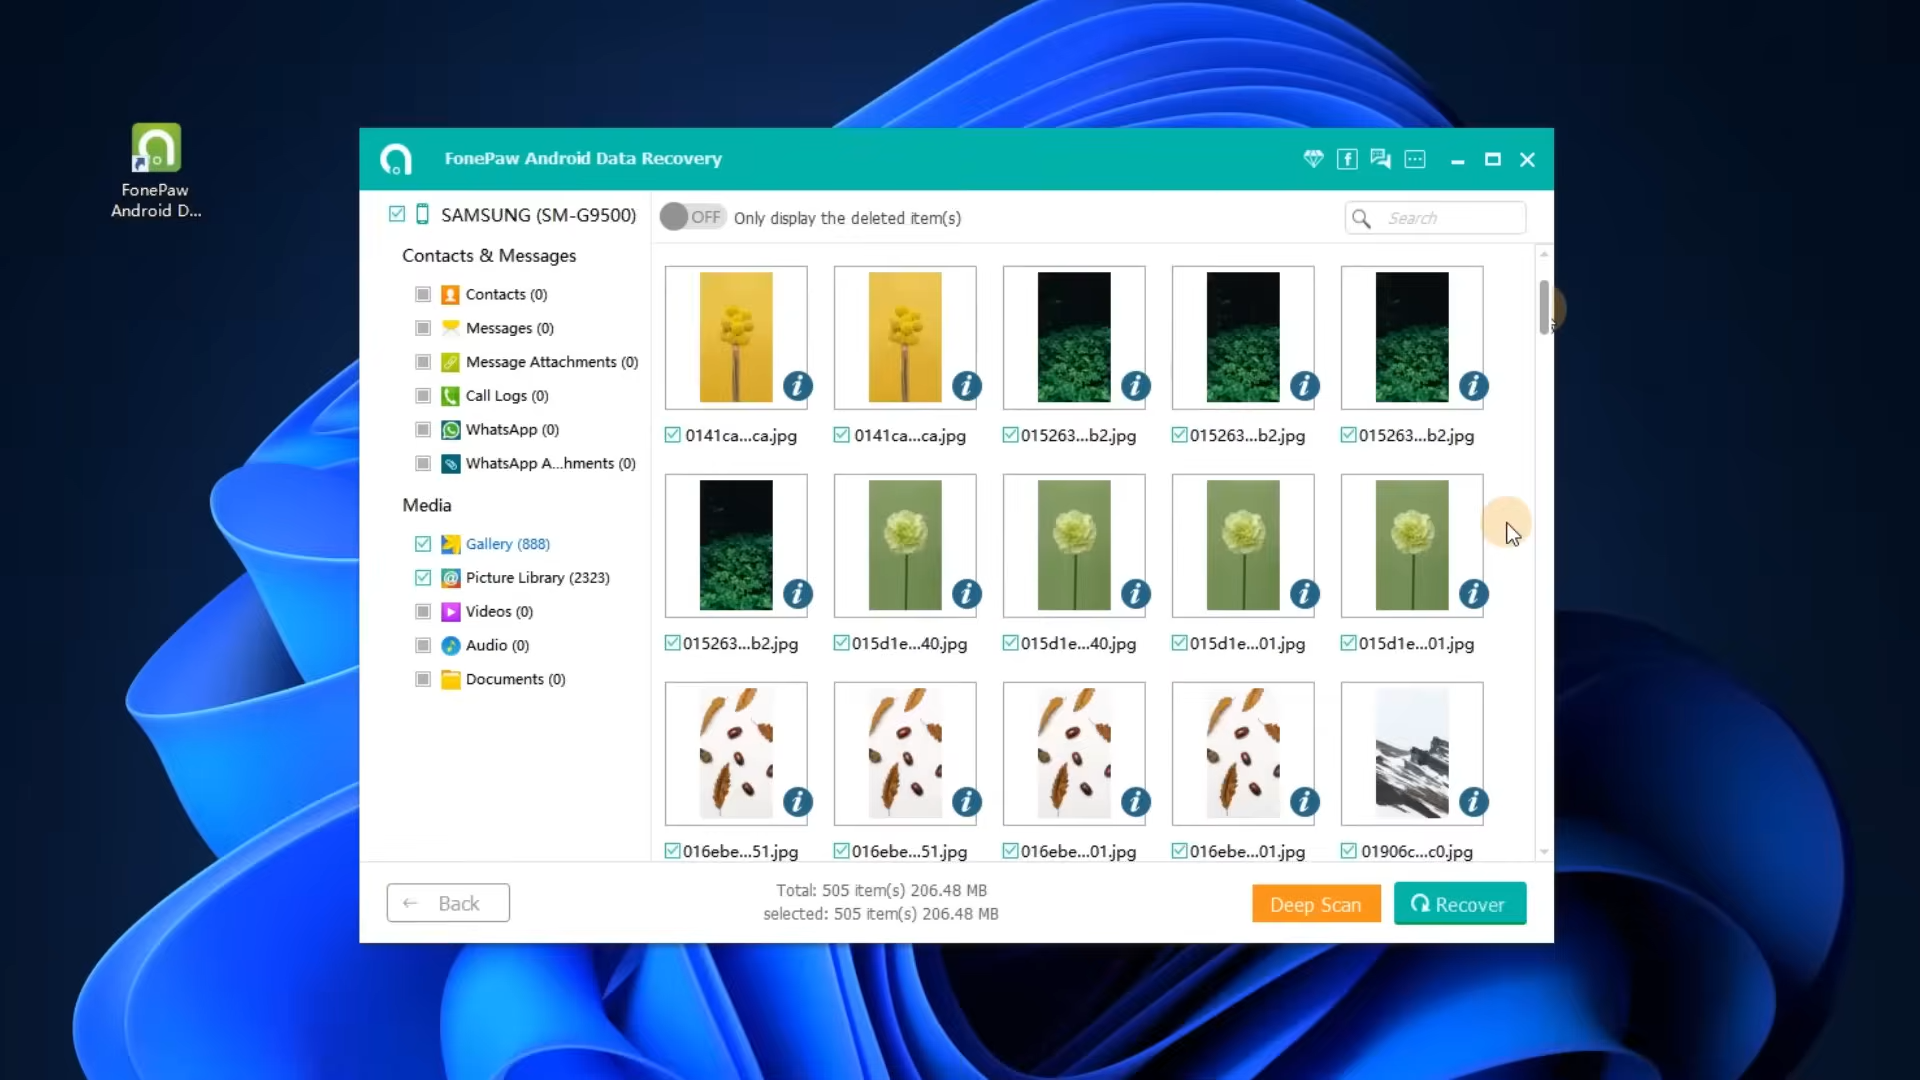 FonePaw
Android D...
FonePaw Android Data Recovery
SAMSUNG (SM-G9500)
OFF
Only display the deleted item(s)
Search
Contacts & Messages
Contacts (0)
Messages (0)
Message Attachments (0)
Call Logs (0)
WhatsApp (0)
WhatsApp A...hments (0)
Media
Gallery (888)
Picture Library (2323)
Videos (0)
Audio (0)
Documents (0)
0141ca...ca.jpg
0141ca...ca.jpg
015263...b2.jpg
015263...b2.jpg
015263...b2.jpg
015263...b2.jpg
015d1e...40.jpg
015d1e...40.jpg
015d1e...01.jpg
015d1e...01.jpg
016ebe...51.jpg
016ebe...51.jpg
016ebe...01.jpg
016ebe...01.jpg
01906c...c0.jpg
Back
Total: 505 item(s) 206.48 MB
selected: 505 item(s) 206.48 MB
Deep Scan
Recover